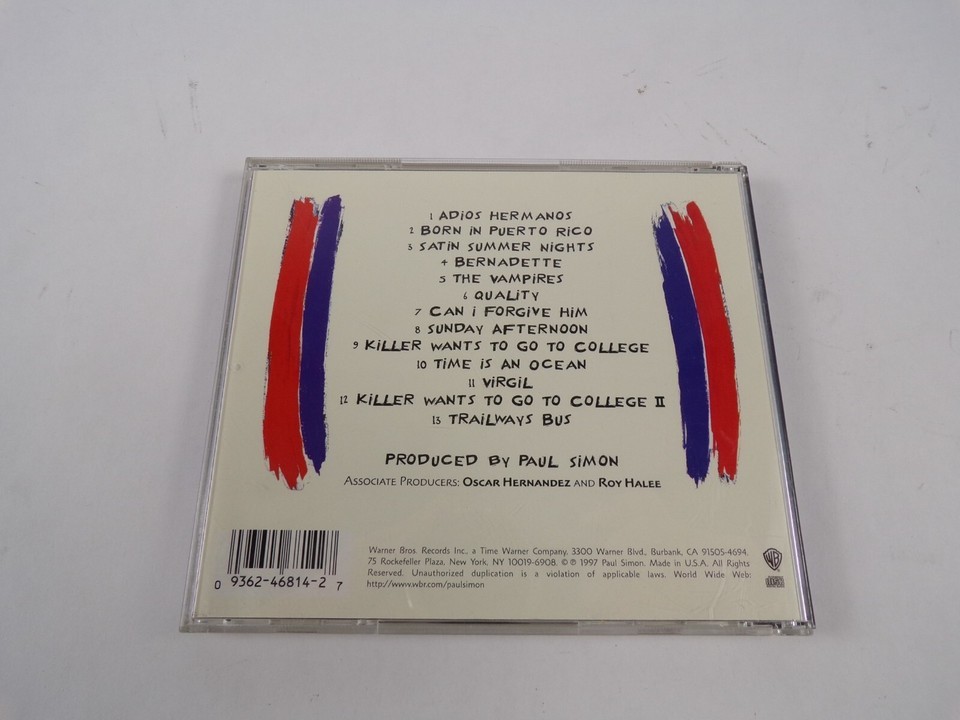 1 ADiOS HERMANOS
2 BORN iN PUERTO RiCO
3 SATiN SUMMER NiGHTS
4 BERNADETTE
5 THE VAMPiRES
6 QUALiTY
7 CAN i FORGiVE HiM
8 SUNDAY AFTERNOON
9 KiLLER WANTS TO GO TO COLLEGE
10 TiME iS AN OCEAN
11 ViRGiL
12 KiLLER WANTS TO GO TO COLLEGE II
13 TRAiLWAYS BUS
PRODUCED BY PAUL SiMON
ASSOCIATE PRODUCERS: OSCAR HERNANDEZ AND ROY HALEE
Warner Bros. Records Inc., a Time Warner Company, 3300 Warner Blvd., Burbank, CA 91505-4694.
75 Rockefeller Plaza, New York, NY 10019-6908. © ℗ 1997 Paul Simon. Made in U.S.A. All Rights
Reserved. Unauthorized duplication is a violation of applicable laws. World Wide Web:
http://www.wbr.com/paulsimon
WB
0 9362-46814-2 7